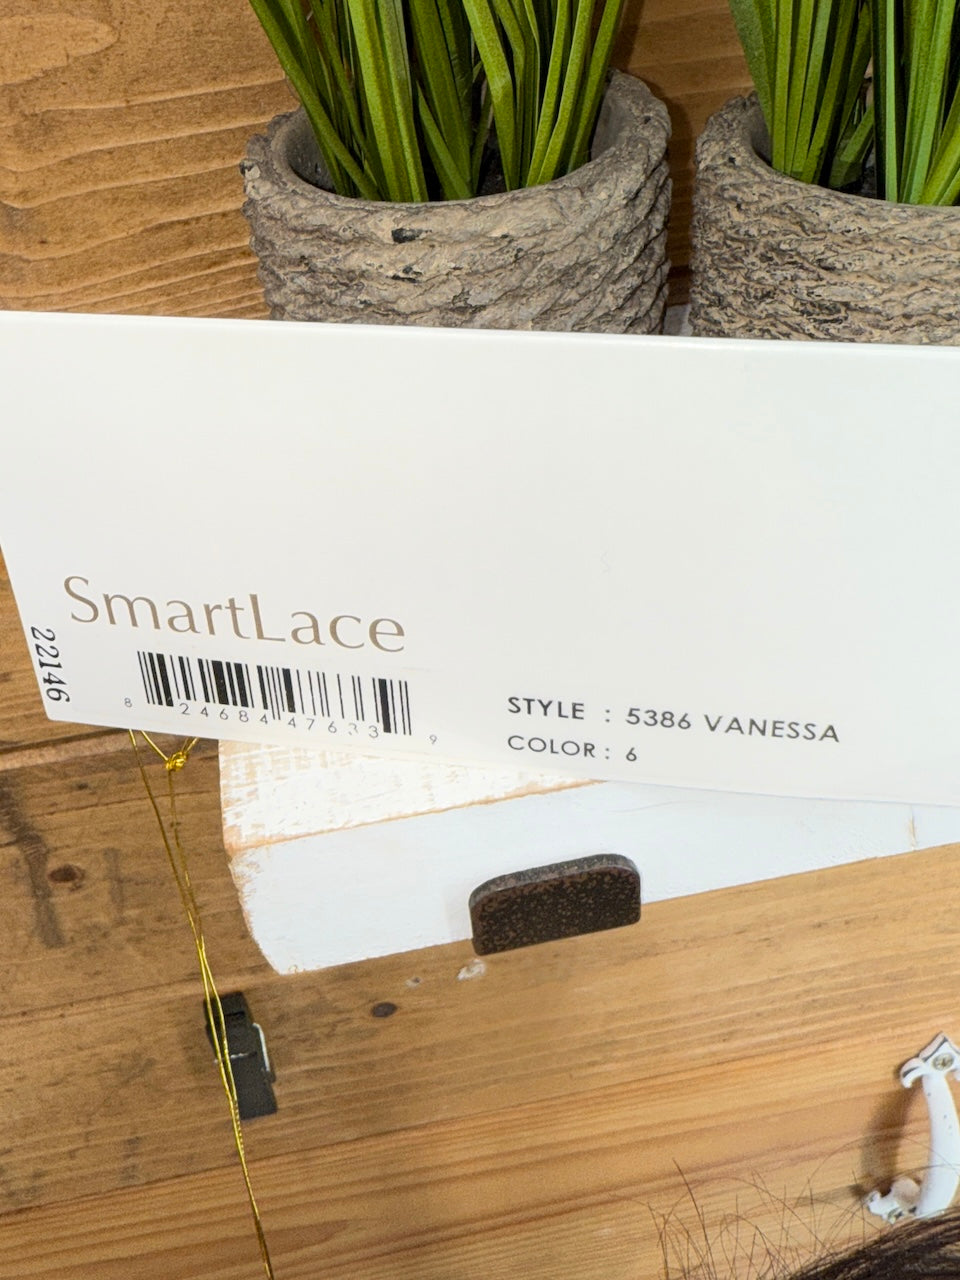 SmartLace
22146
8 24684 47633 9
STYLE : 5386 VANESSA
COLOR : 6